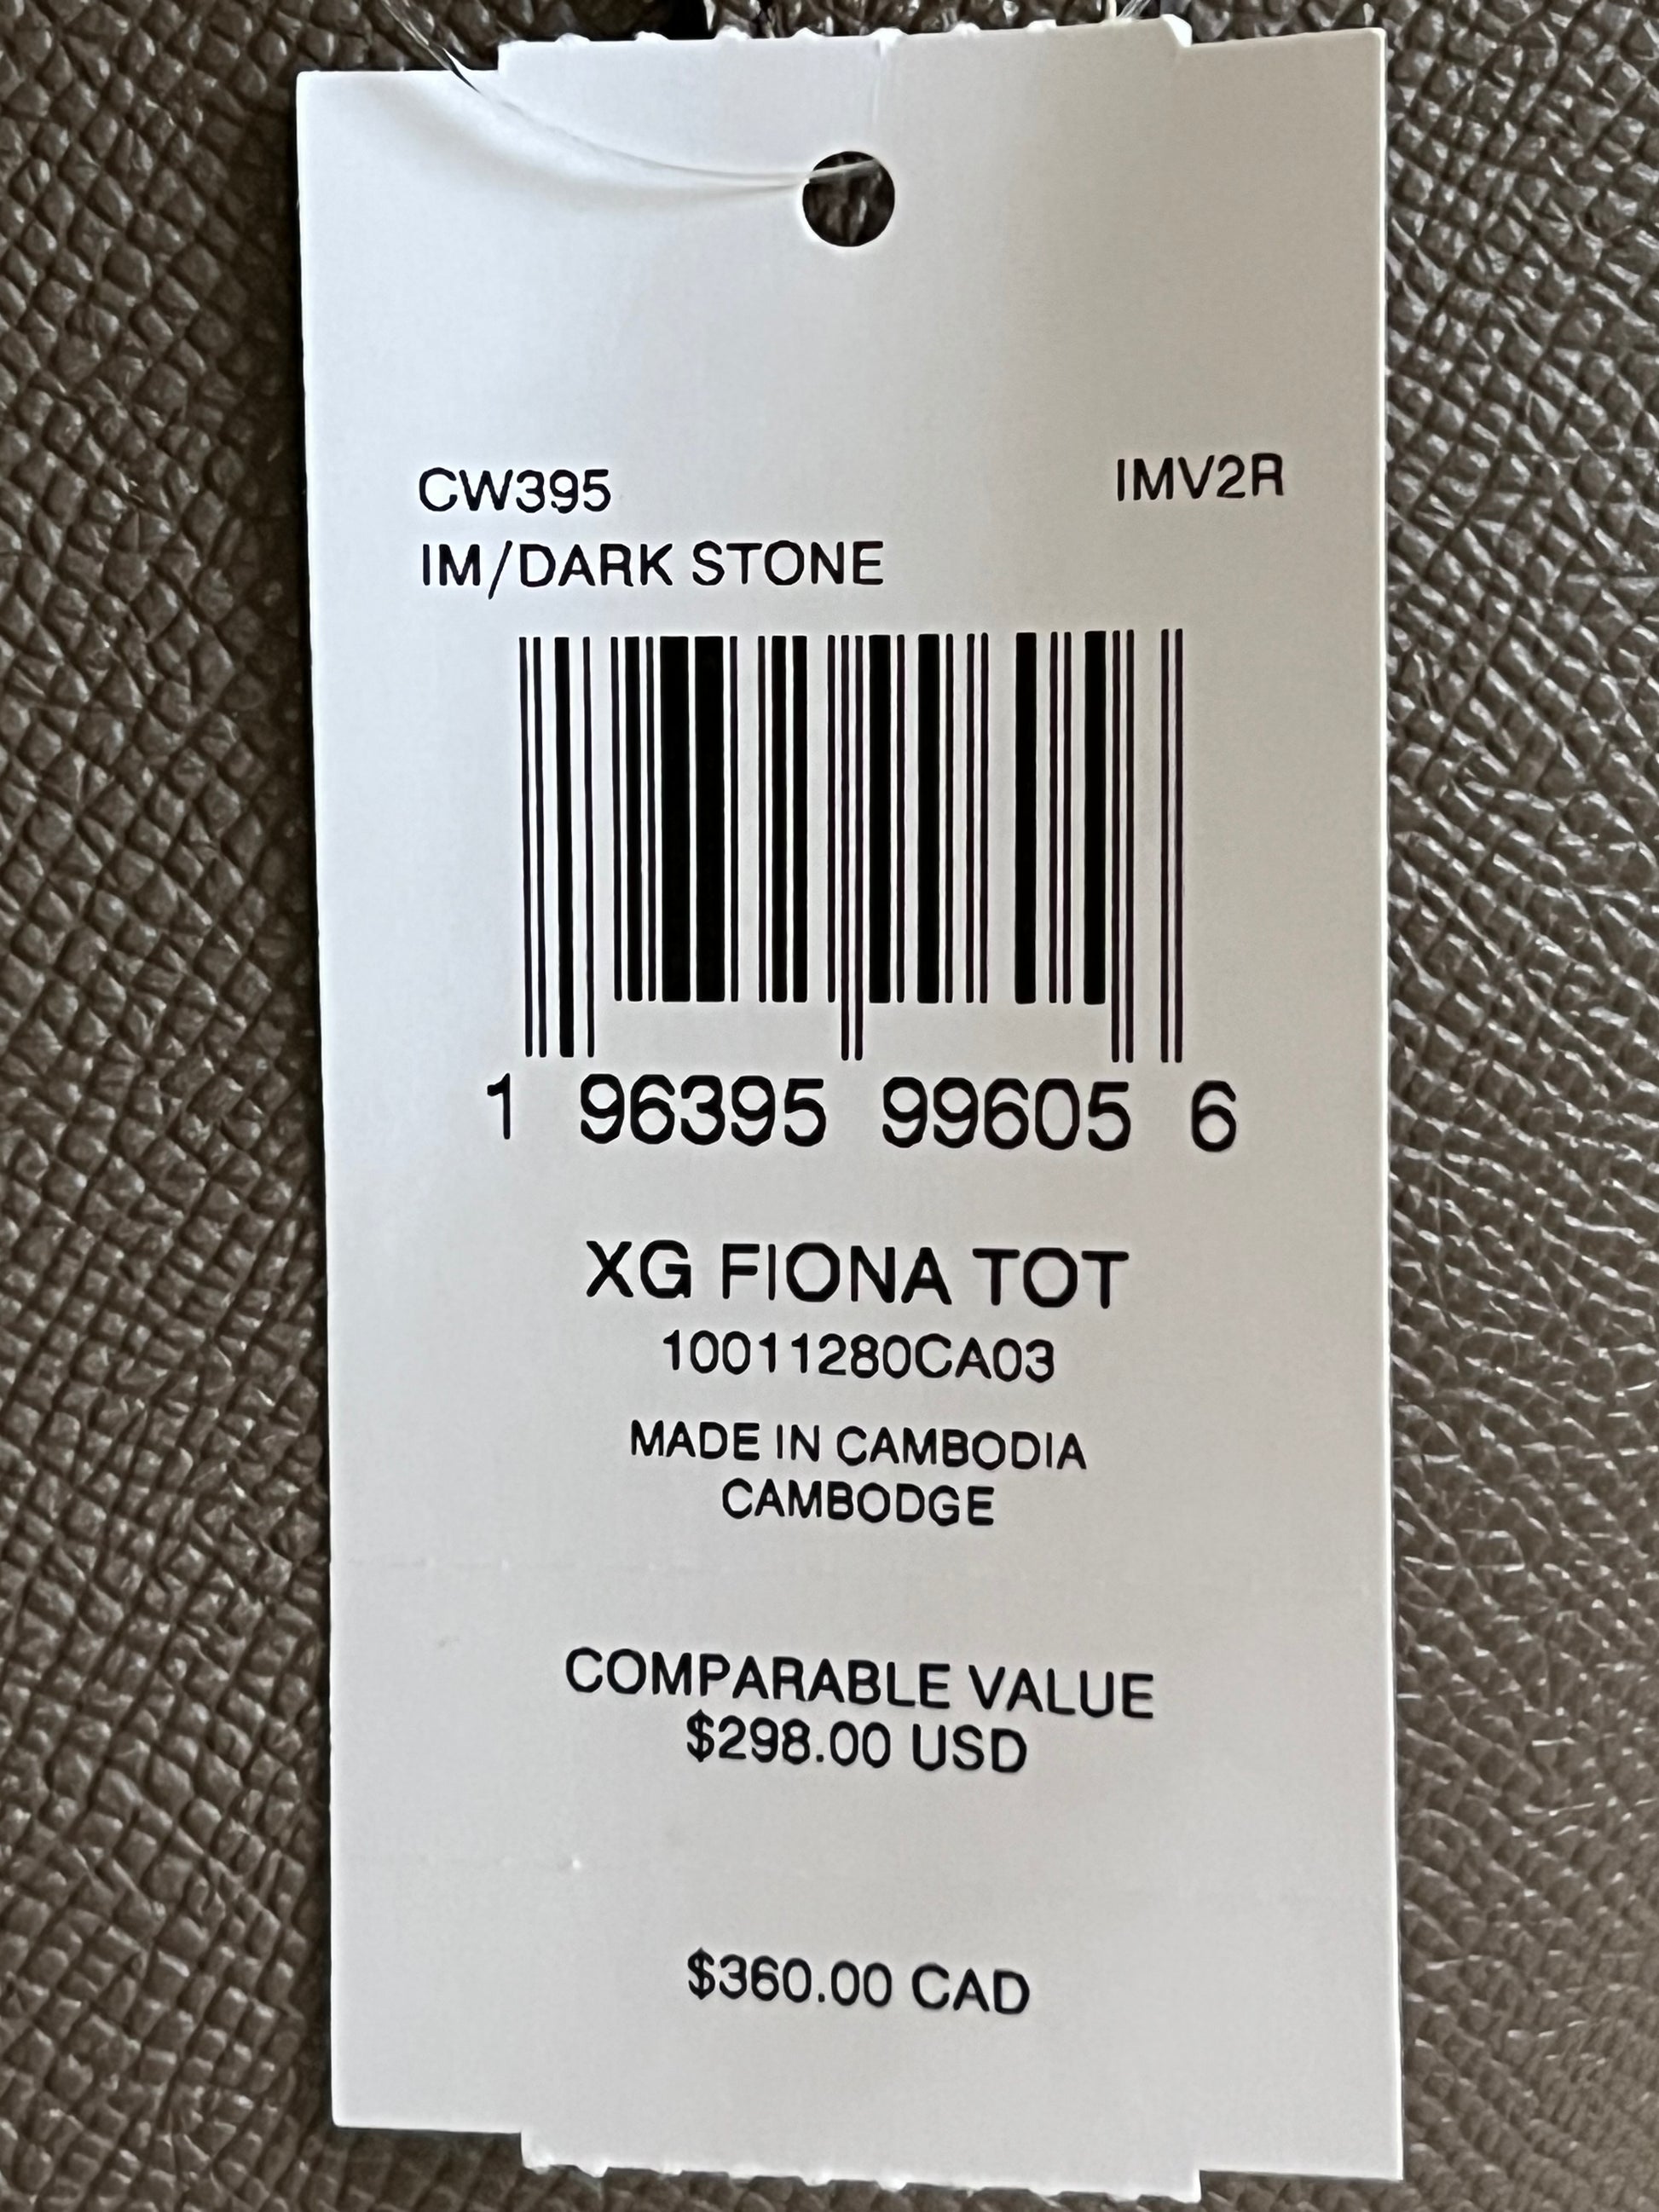 CW395 IMV2R
IM/DARK STONE
1 96395 99605 6
XG FIONA TOT
10011280CA03
MADE IN CAMBODIA
CAMBODGE
COMPARABLE VALUE
$298.00 USD
$360.00 CAD